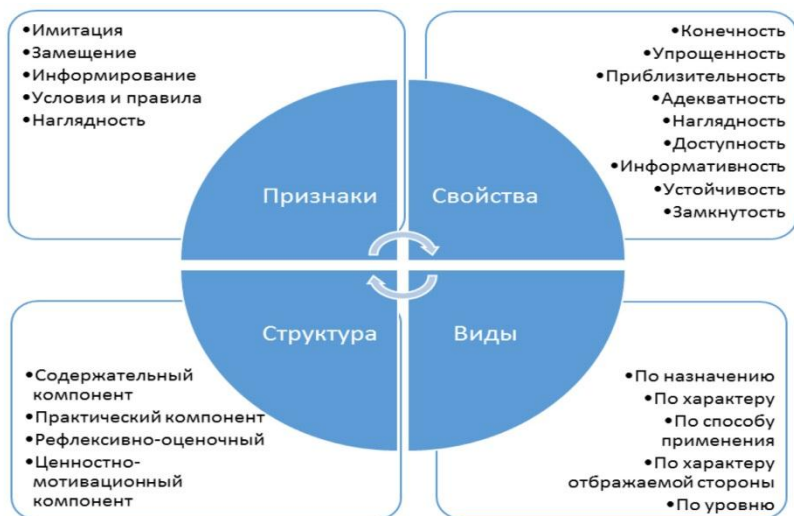 •Имитация
•Замещение
•Информирование
•Условия и правила
•Наглядность
•Конечность
•Упрощенность
•Приблизительность
•Адекватность
•Наглядность
•Доступность
•Информативность
•Устойчивость
•Замкнутость
Признаки
Свойства
Структура
Виды
•Содержательный
компонент
•Практический компонент
•Рефлексивно-оценочный
•Ценностно-
мотивационный
компонент
•По назначению
•По характеру
•По способу
применения
•По характеру
отбражаемой стороны
•По уровню